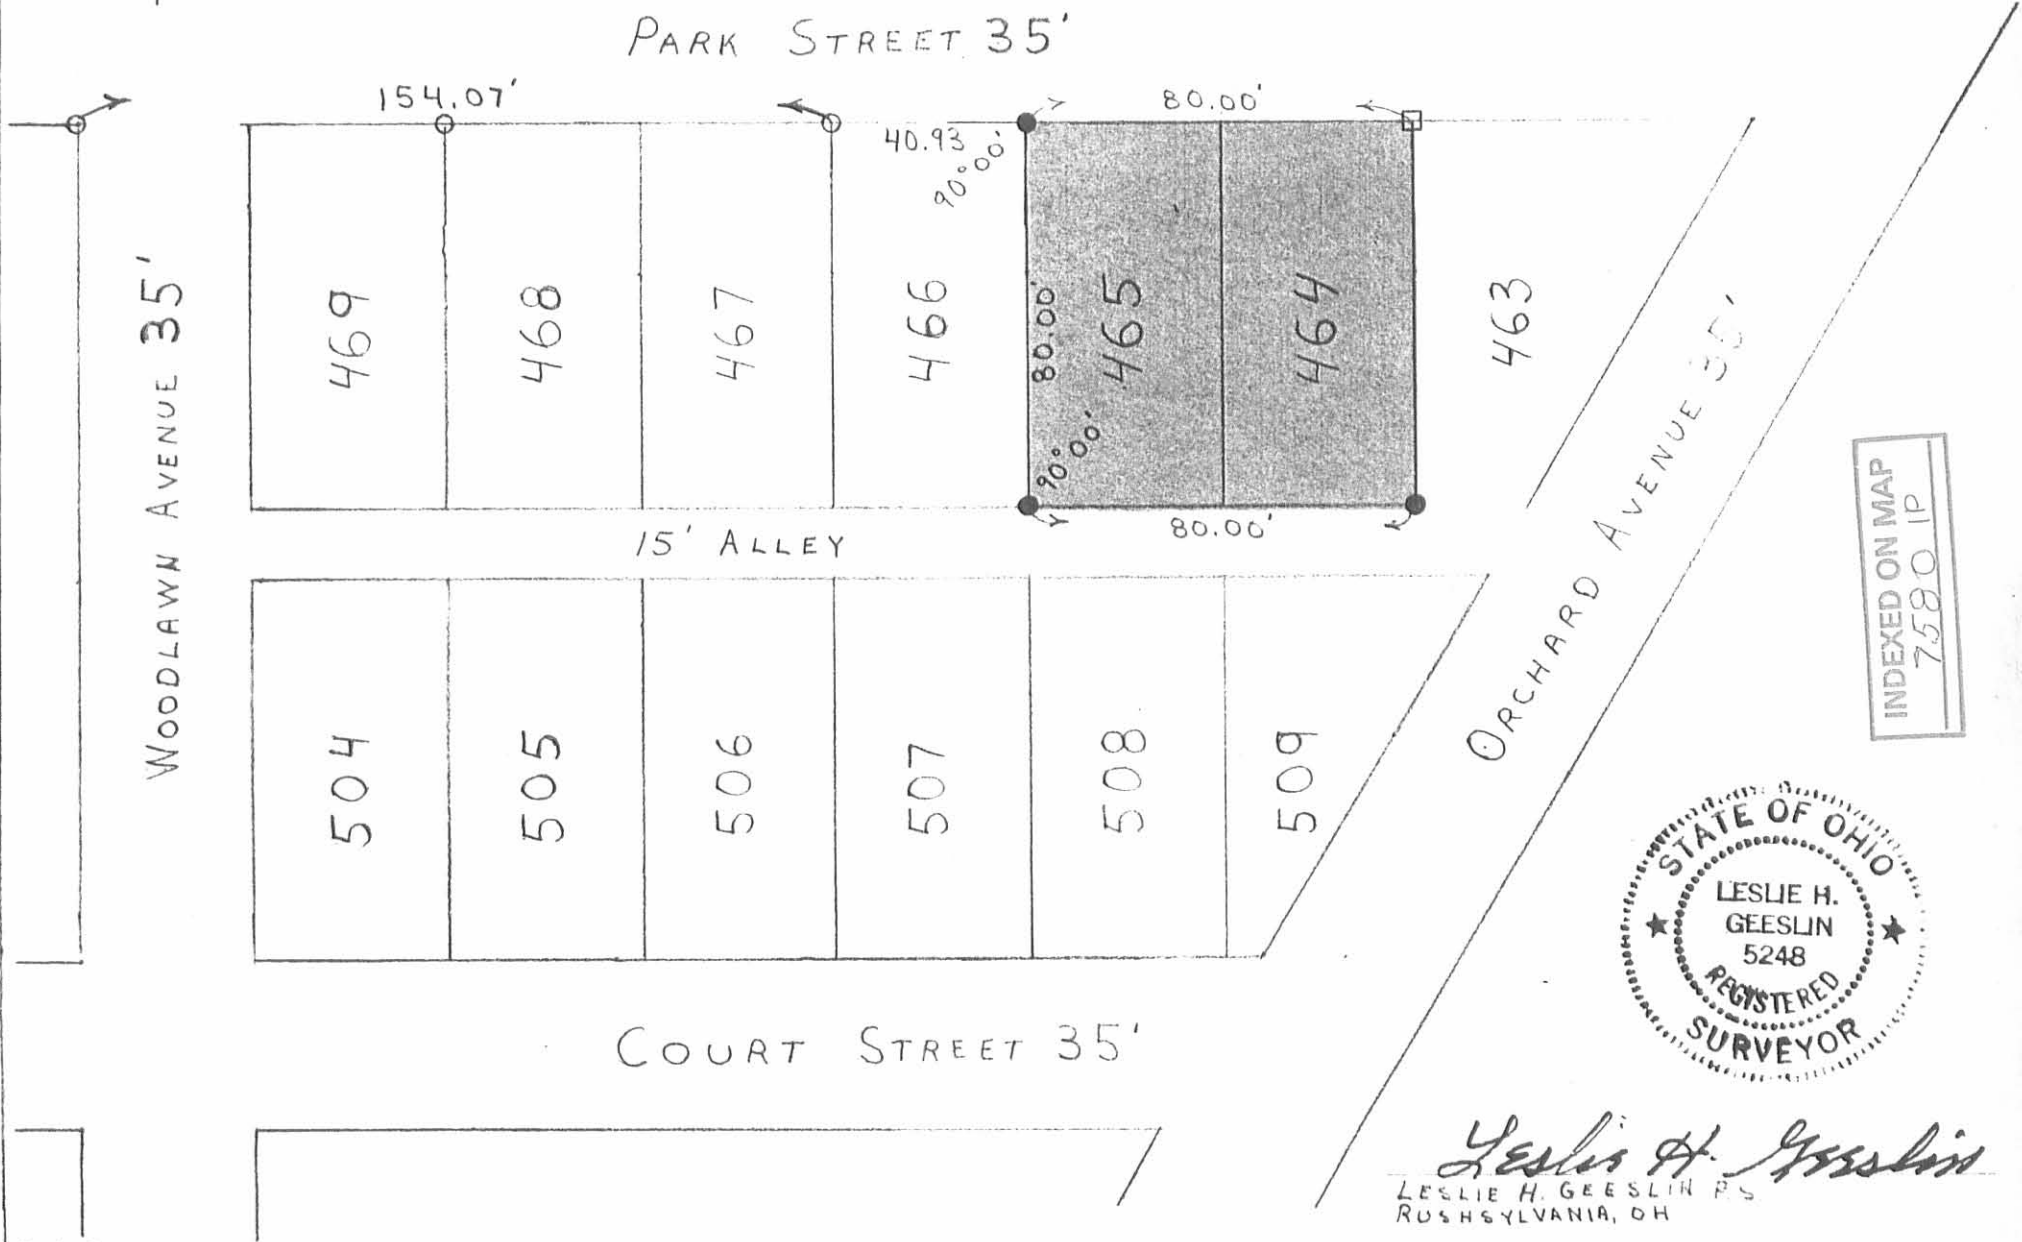 PARK STREET 35'
154.07'
80.00'
40.93
90°00'
WOODLAWN AVENUE 35'
469
468
467
466
80.00'
465
464
463
90°00'
80.00'
15' ALLEY
ORCHARD AVENUE 35'
INDEXED ON MAP
7580 IP
504
505
506
507
508
509
STATE OF OHIO
LESLIE H.
GEESLIN
5248
REGISTERED
SURVEYOR
COURT STREET 35'
Leslie H. Geeslin
LESLIE H. GEESLIN P.S.
RUSHSYLVANIA, OH